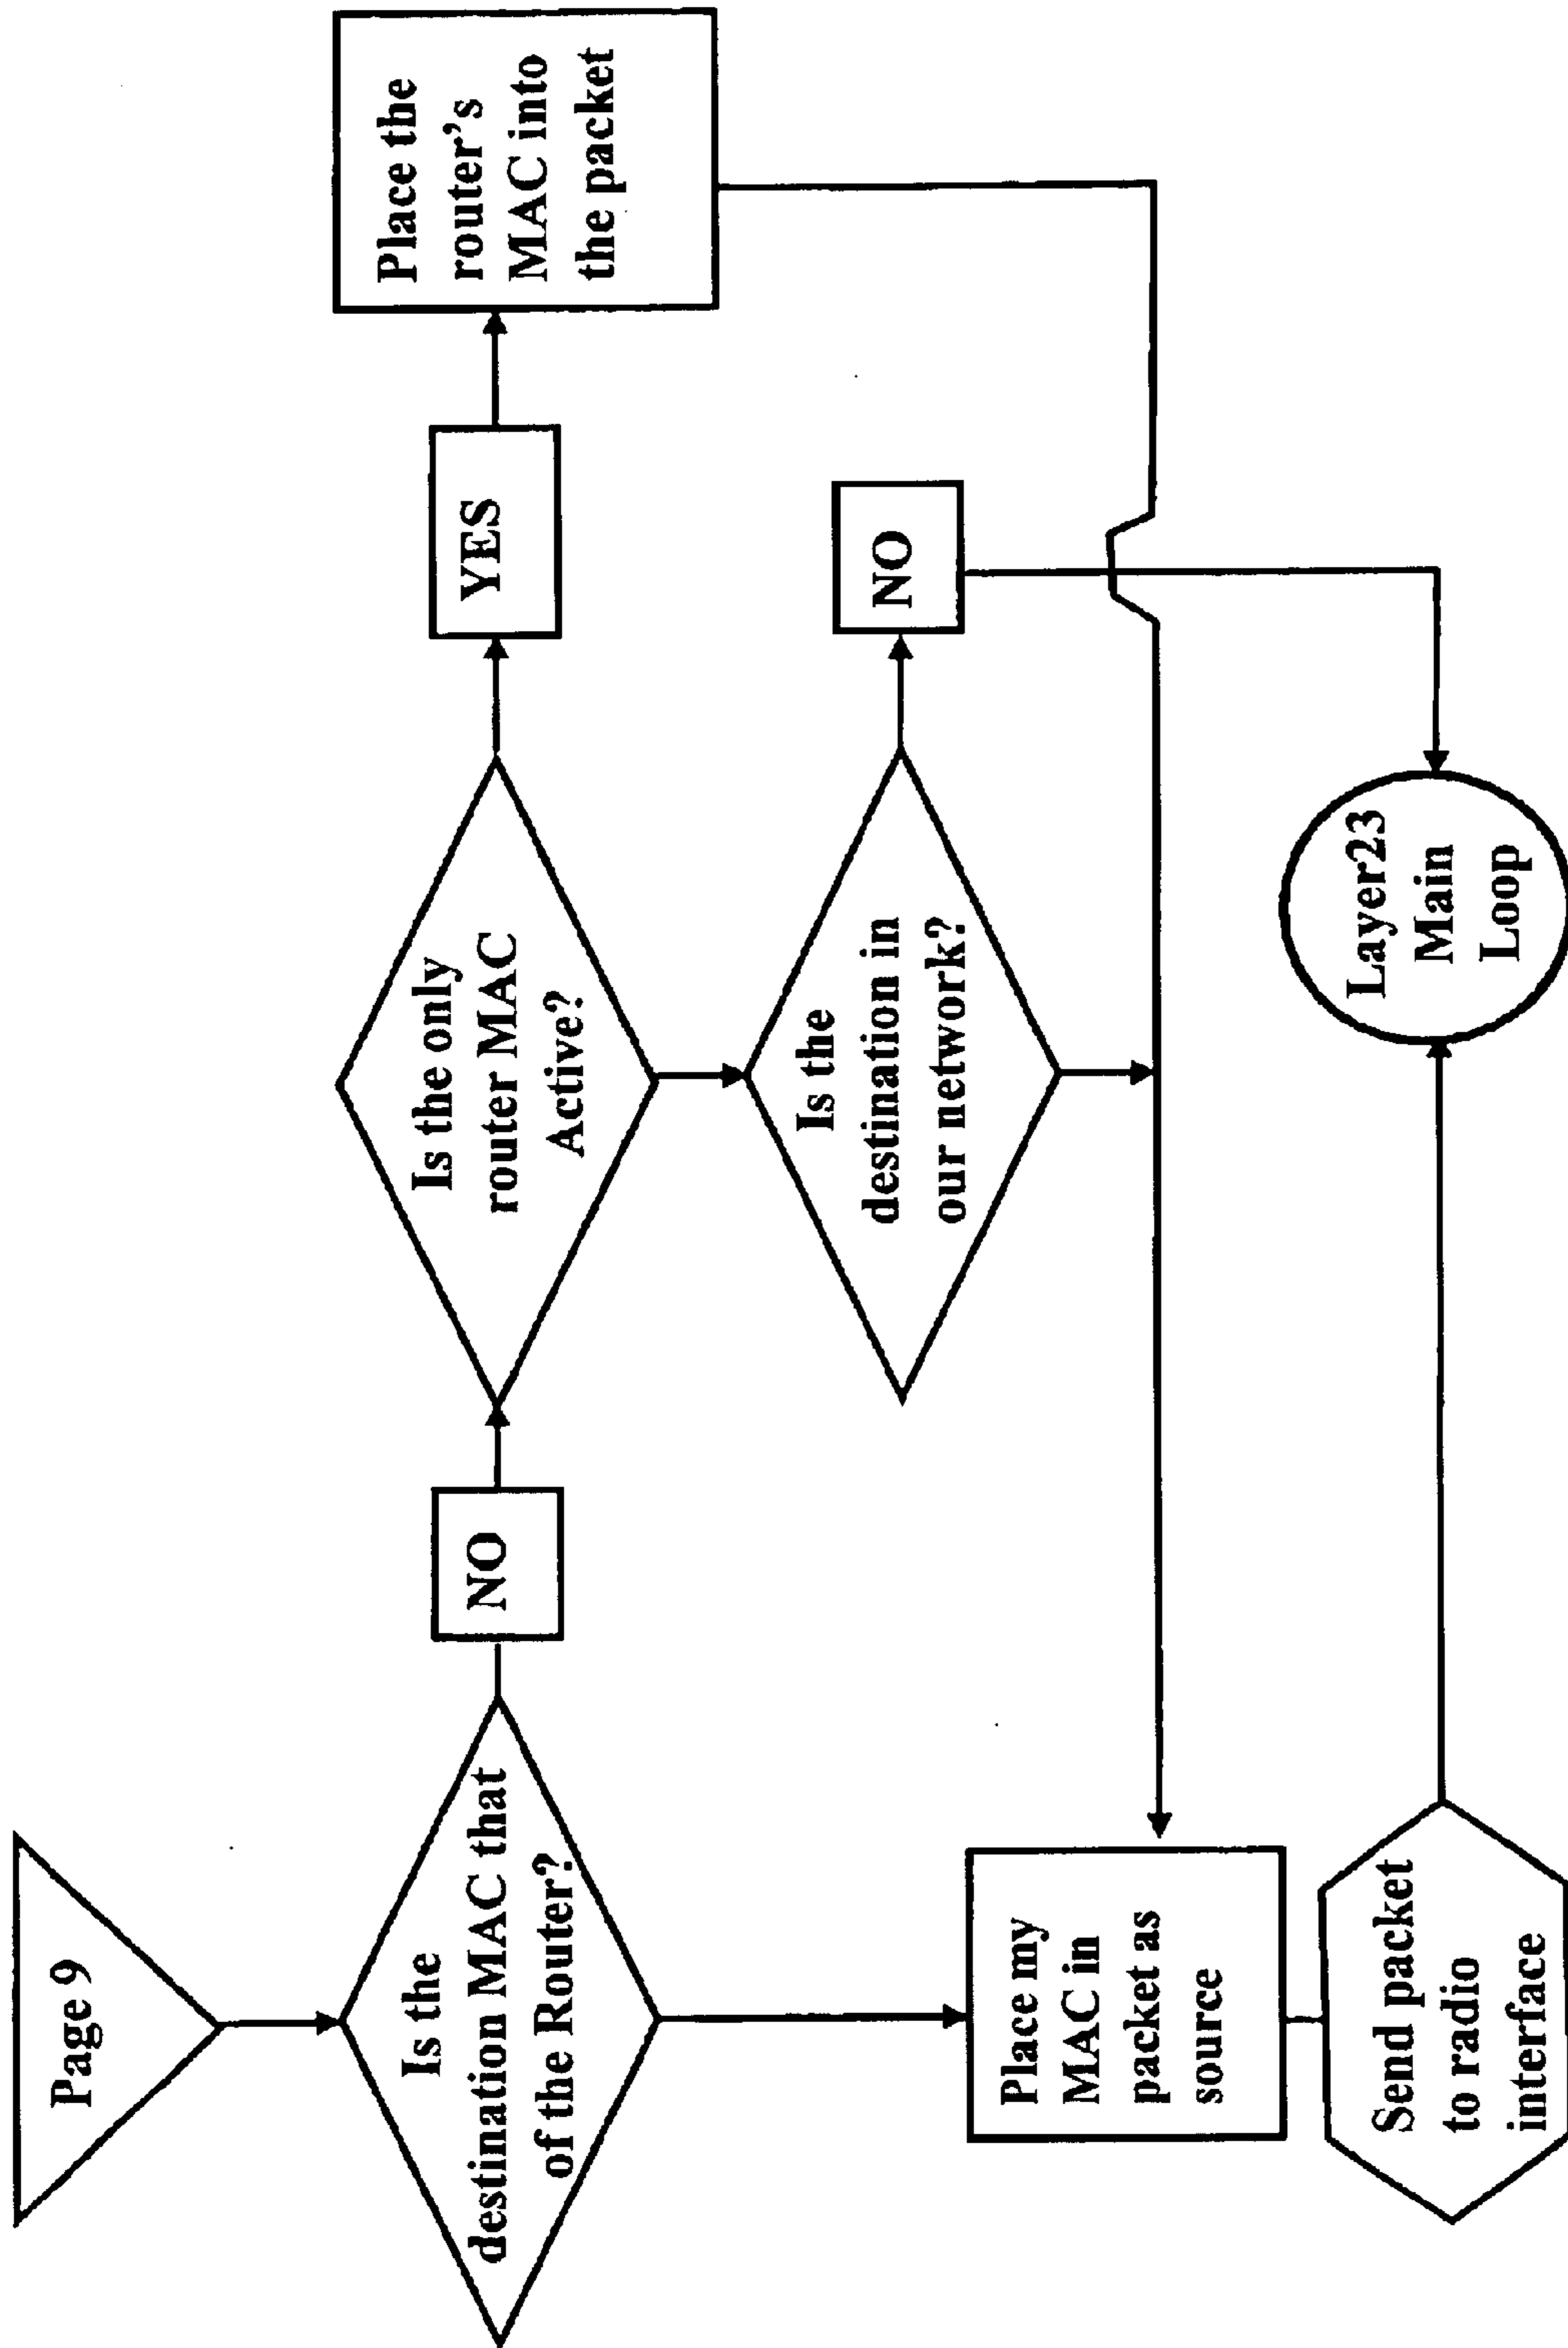 Page 9
Is the
destination MAC that
of the Router?
NO
Is the only
router MAC
Active?
YES
Place the
router's
MAC into
the packet
Is the
destination in
our network?
NO
Place my
MAC in
packet as
source
Send packet
to radio
interface
Layer23
Main
Loop